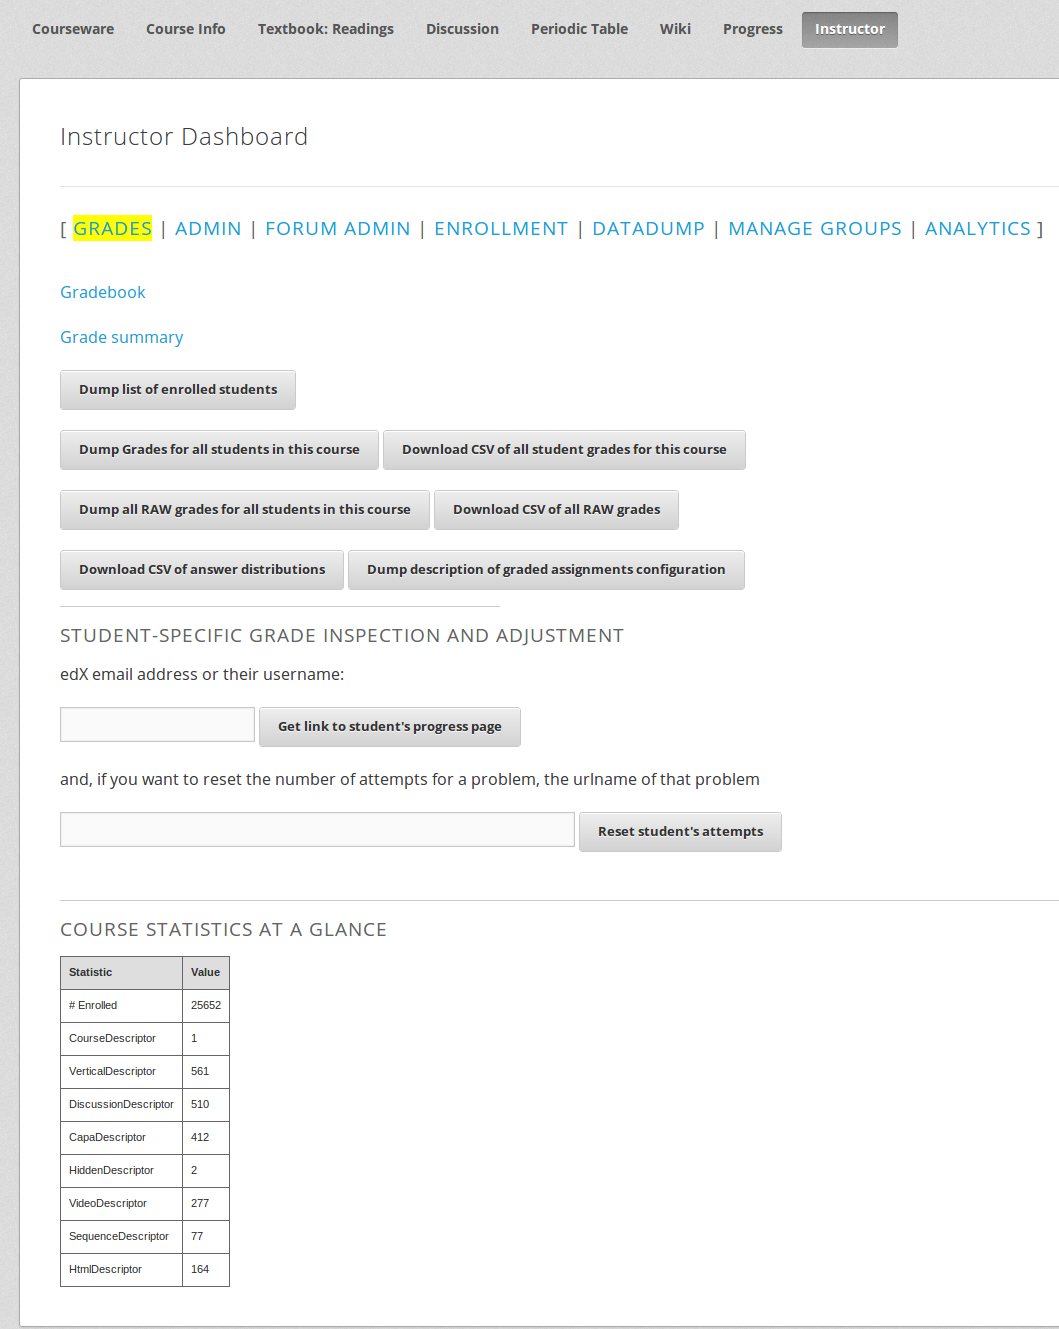 Courseware Course Info Textbook: Readings Discussion Periodic Table Wiki Progress Instructor
Instructor Dashboard
[ GRADES | ADMIN | FORUM ADMIN | ENROLLMENT | DATADUMP | MANAGE GROUPS | ANALYTICS ]
Gradebook
Grade summary
Dump list of enrolled students
Dump Grades for all students in this course Download CSV of all student grades for this course
Dump all RAW grades for all students in this course Download CSV of all RAW grades
Download CSV of answer distributions Dump description of graded assignments configuration
STUDENT-SPECIFIC GRADE INSPECTION AND ADJUSTMENT
edX email address or their username:
Get link to student's progress page
and, if you want to reset the number of attempts for a problem, the urlname of that problem
Reset student's attempts
COURSE STATISTICS AT A GLANCE
Statistic Value
# Enrolled 25652
CourseDescriptor 1
VerticalDescriptor 561
DiscussionDescriptor 510
CapaDescriptor 412
HiddenDescriptor 2
VideoDescriptor 277
SequenceDescriptor 77
HtmlDescriptor 164